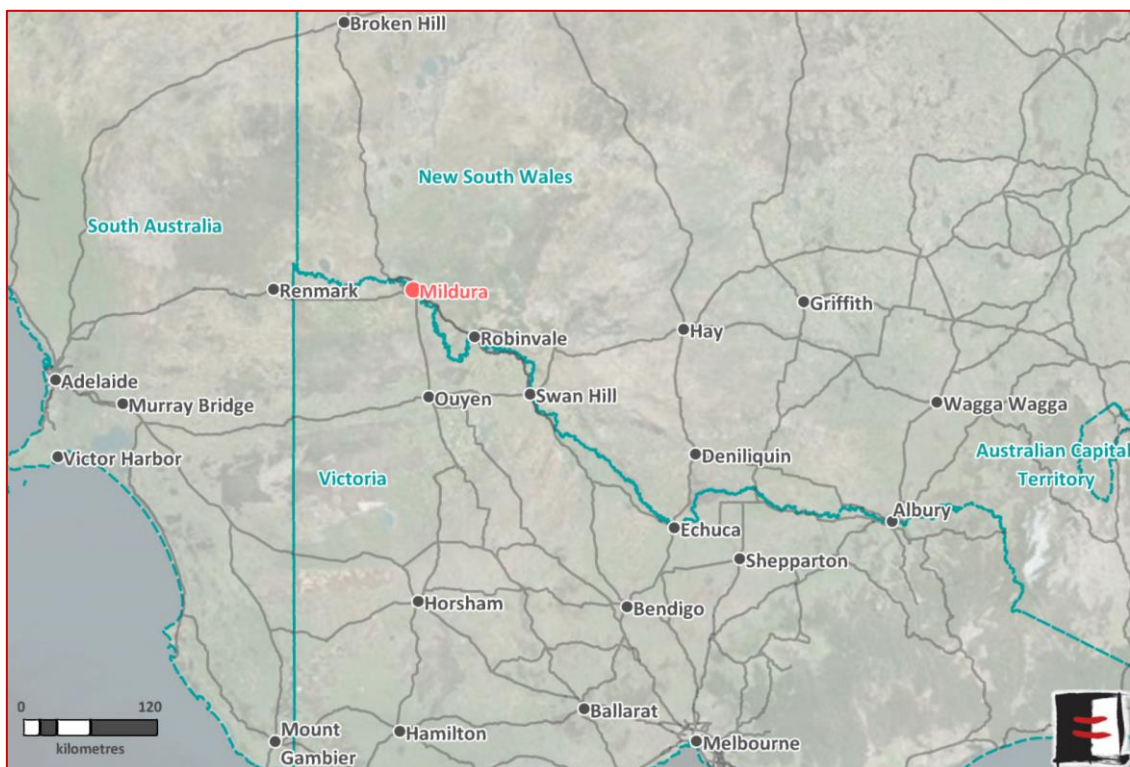 Broken Hill
New South Wales
South Australia
Renmark
Mildura
Griffith
Robinvale
Hay
Adelaide
Murray Bridge
Ouyen
Swan Hill
Wagga Wagga
Victor Harbor
Victoria
Deniliquin
Australian Capital
Territory
Albury
Echuca
Shepparton
Horsham
Bendigo
0
120
kilometres
Mount
Gambier
Hamilton
Ballarat
Melbourne